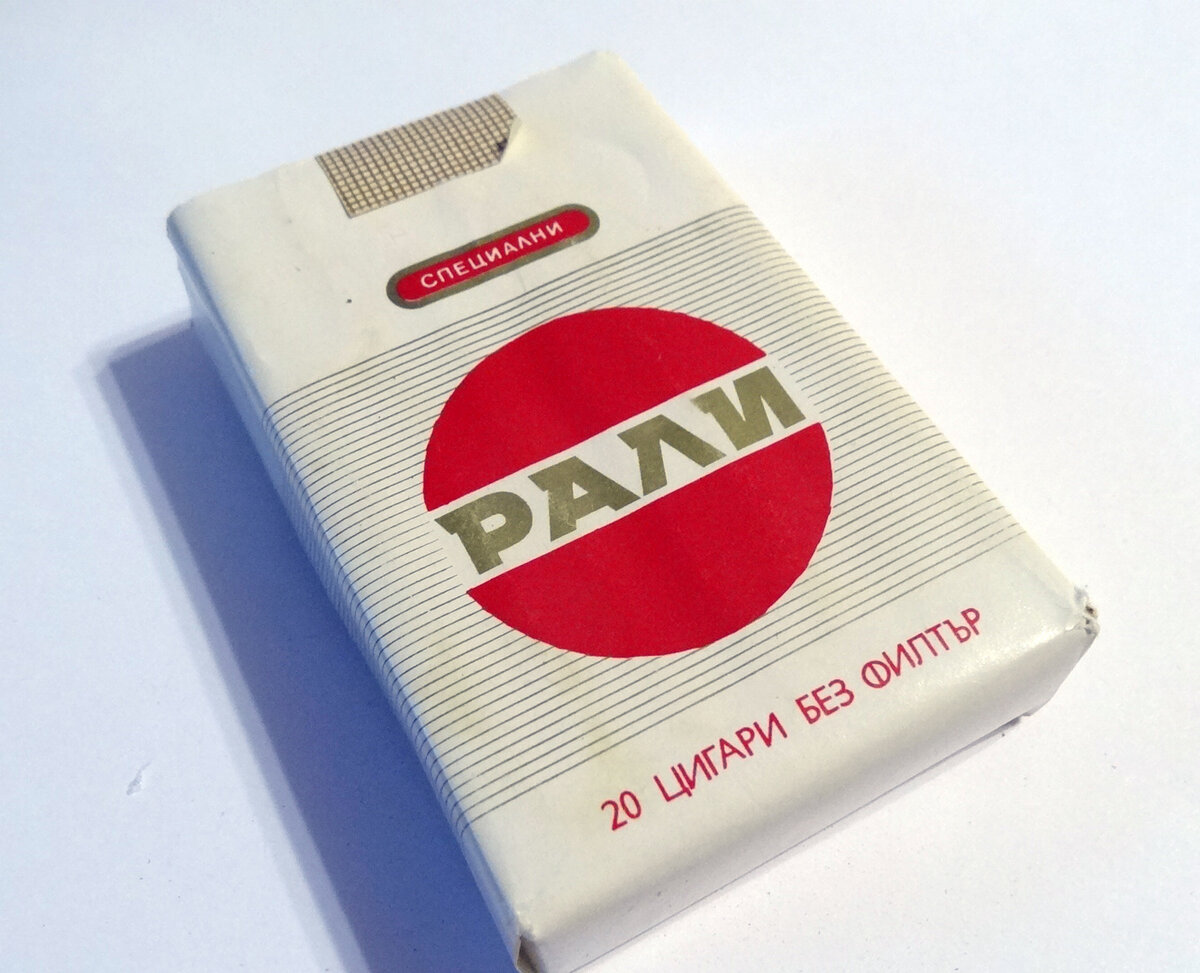 СПЕЦИАЛНИ
РАЛИ
20 ЦИГАРИ БЕЗ ФИЛТЪР